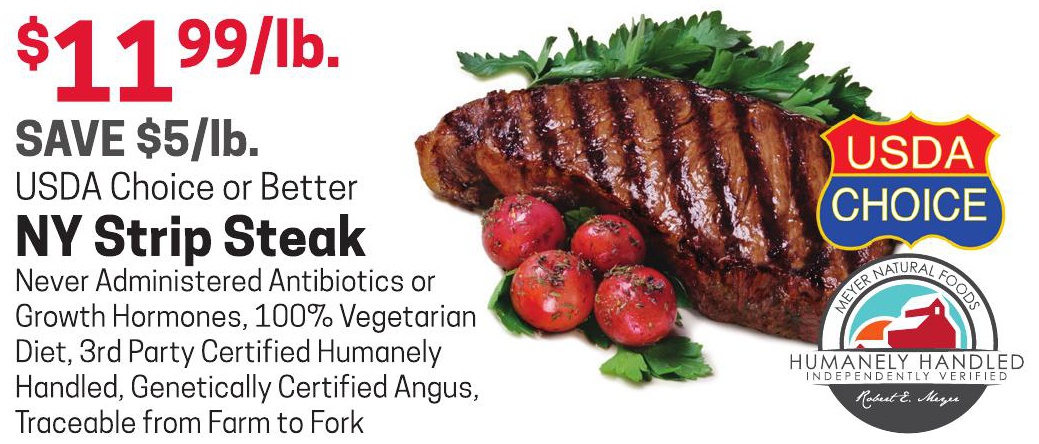 $11 99/lb.
SAVE $5/lb.
USDA Choice or Better
NY Strip Steak
Never Administered Antibiotics or
Growth Hormones, 100% Vegetarian
Diet, 3rd Party Certified Humanely
Handled, Genetically Certified Angus,
Traceable from Farm to Fork
USDA
CHOICE
MEYER NATURAL FOODS
HUMANELY HANDLED
INDEPENDENTLY VERIFIED
Robert E. Meyer